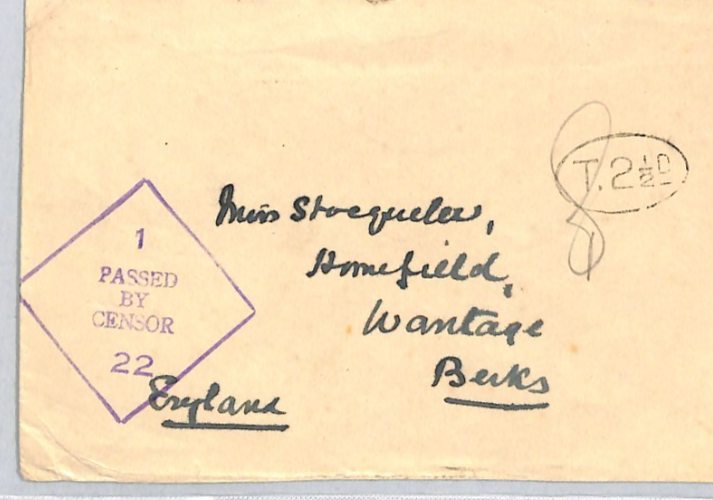 T. 2½D
1
PASSED
BY
CENSOR
22
Miss Stocqueler,
Homefield,
Wantage
Berks
England